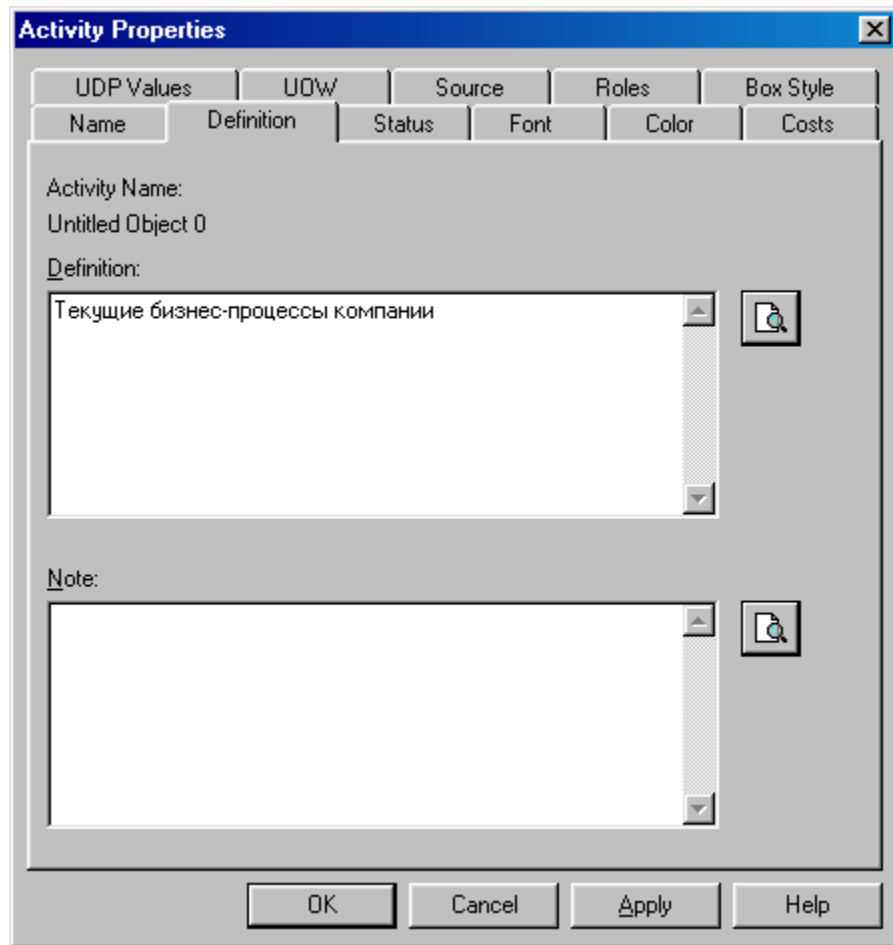 Activity Properties
UDP Values UOW Source Roles Box Style
Name Definition Status Font Color Costs
Activity Name:
Untitled Object 0
Definition:
Текущие бизнес-процессы компании
Note:
OK Cancel Apply Help